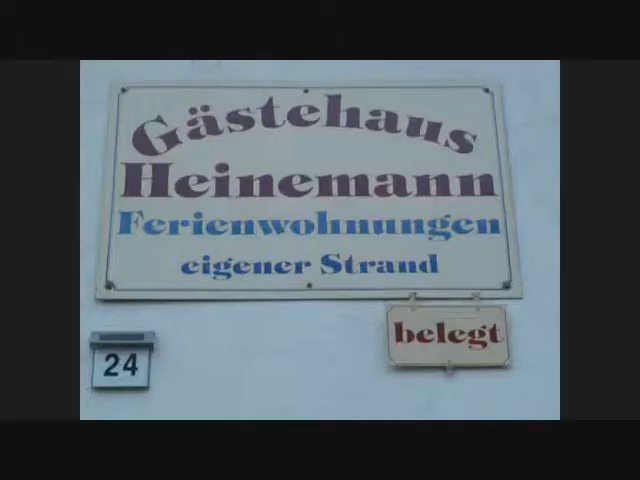 Gästehaus
Heinemann
Ferienwohnungen
eigener Strand
belegt
24